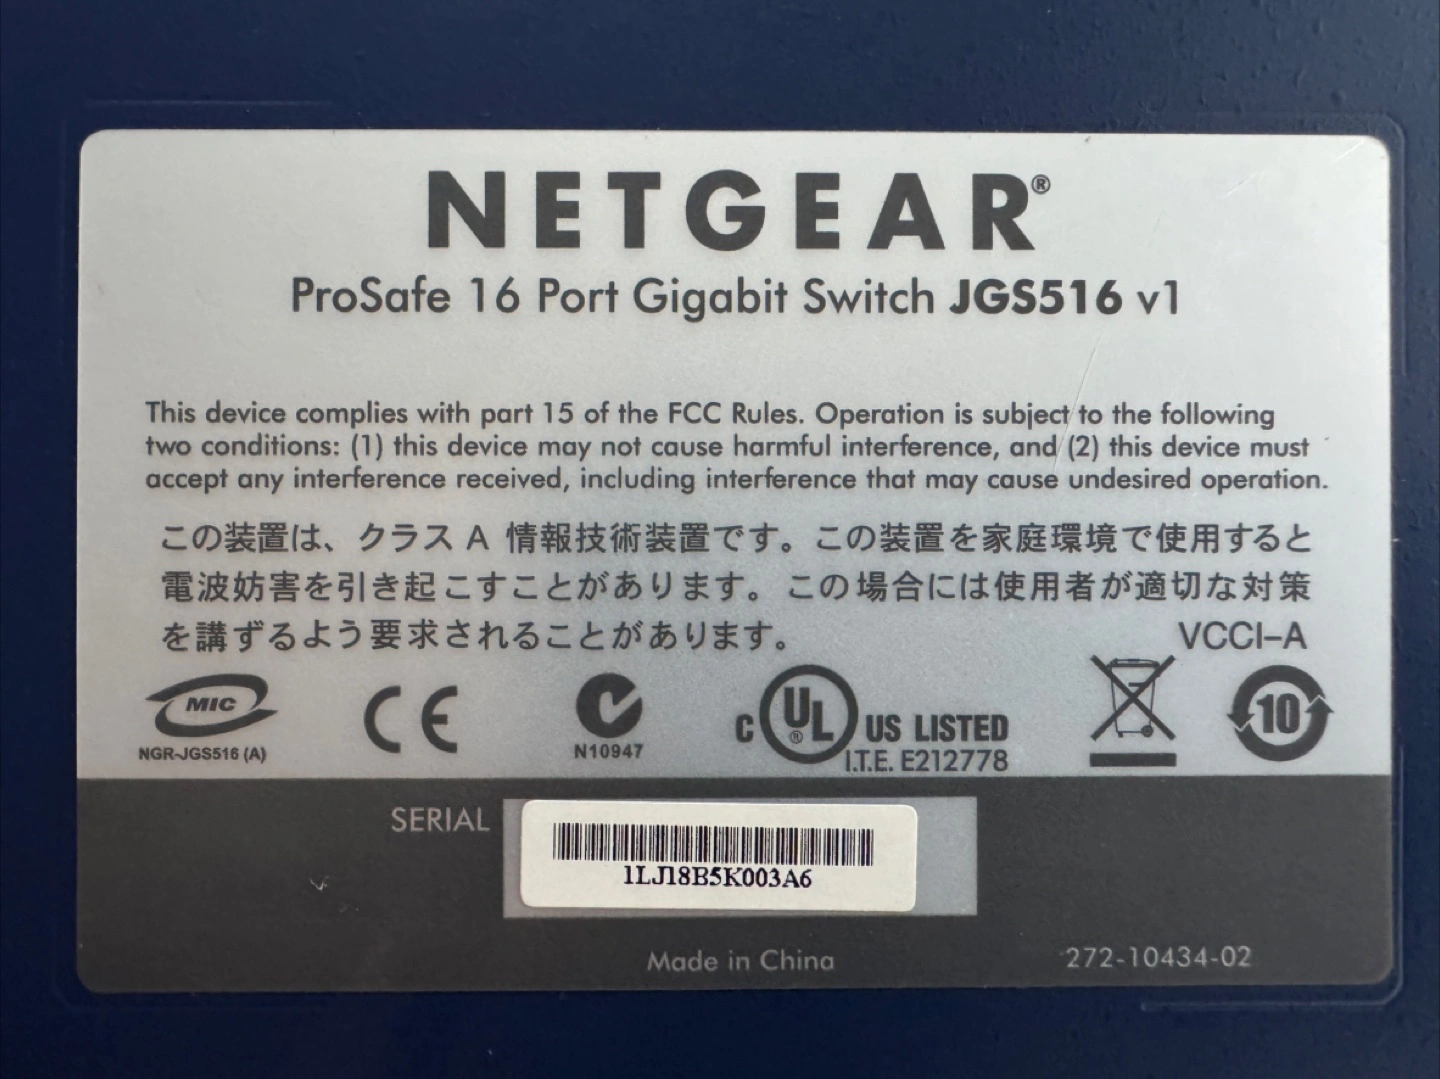 NETGEAR®
ProSafe 16 Port Gigabit Switch JGS516 v1
This device complies with part 15 of the FCC Rules. Operation is subject to the following
two conditions: (1) this device may not cause harmful interference, and (2) this device must
accept any interference received, including interference that may cause undesired operation.
この装置は、クラス A 情報技術装置です。この装置を家庭環境で使用すると
電波妨害を引き起こすことがあります。この場合には使用者が適切な対策
を講ずるよう要求されることがあります。 VCCI-A
MIC
NGR-JGS516 (A)
CE
N10947
C UL® US LISTED
I.T.E. E212778
10
SERIAL
1LJ18B5K003A6
Made in China
272-10434-02